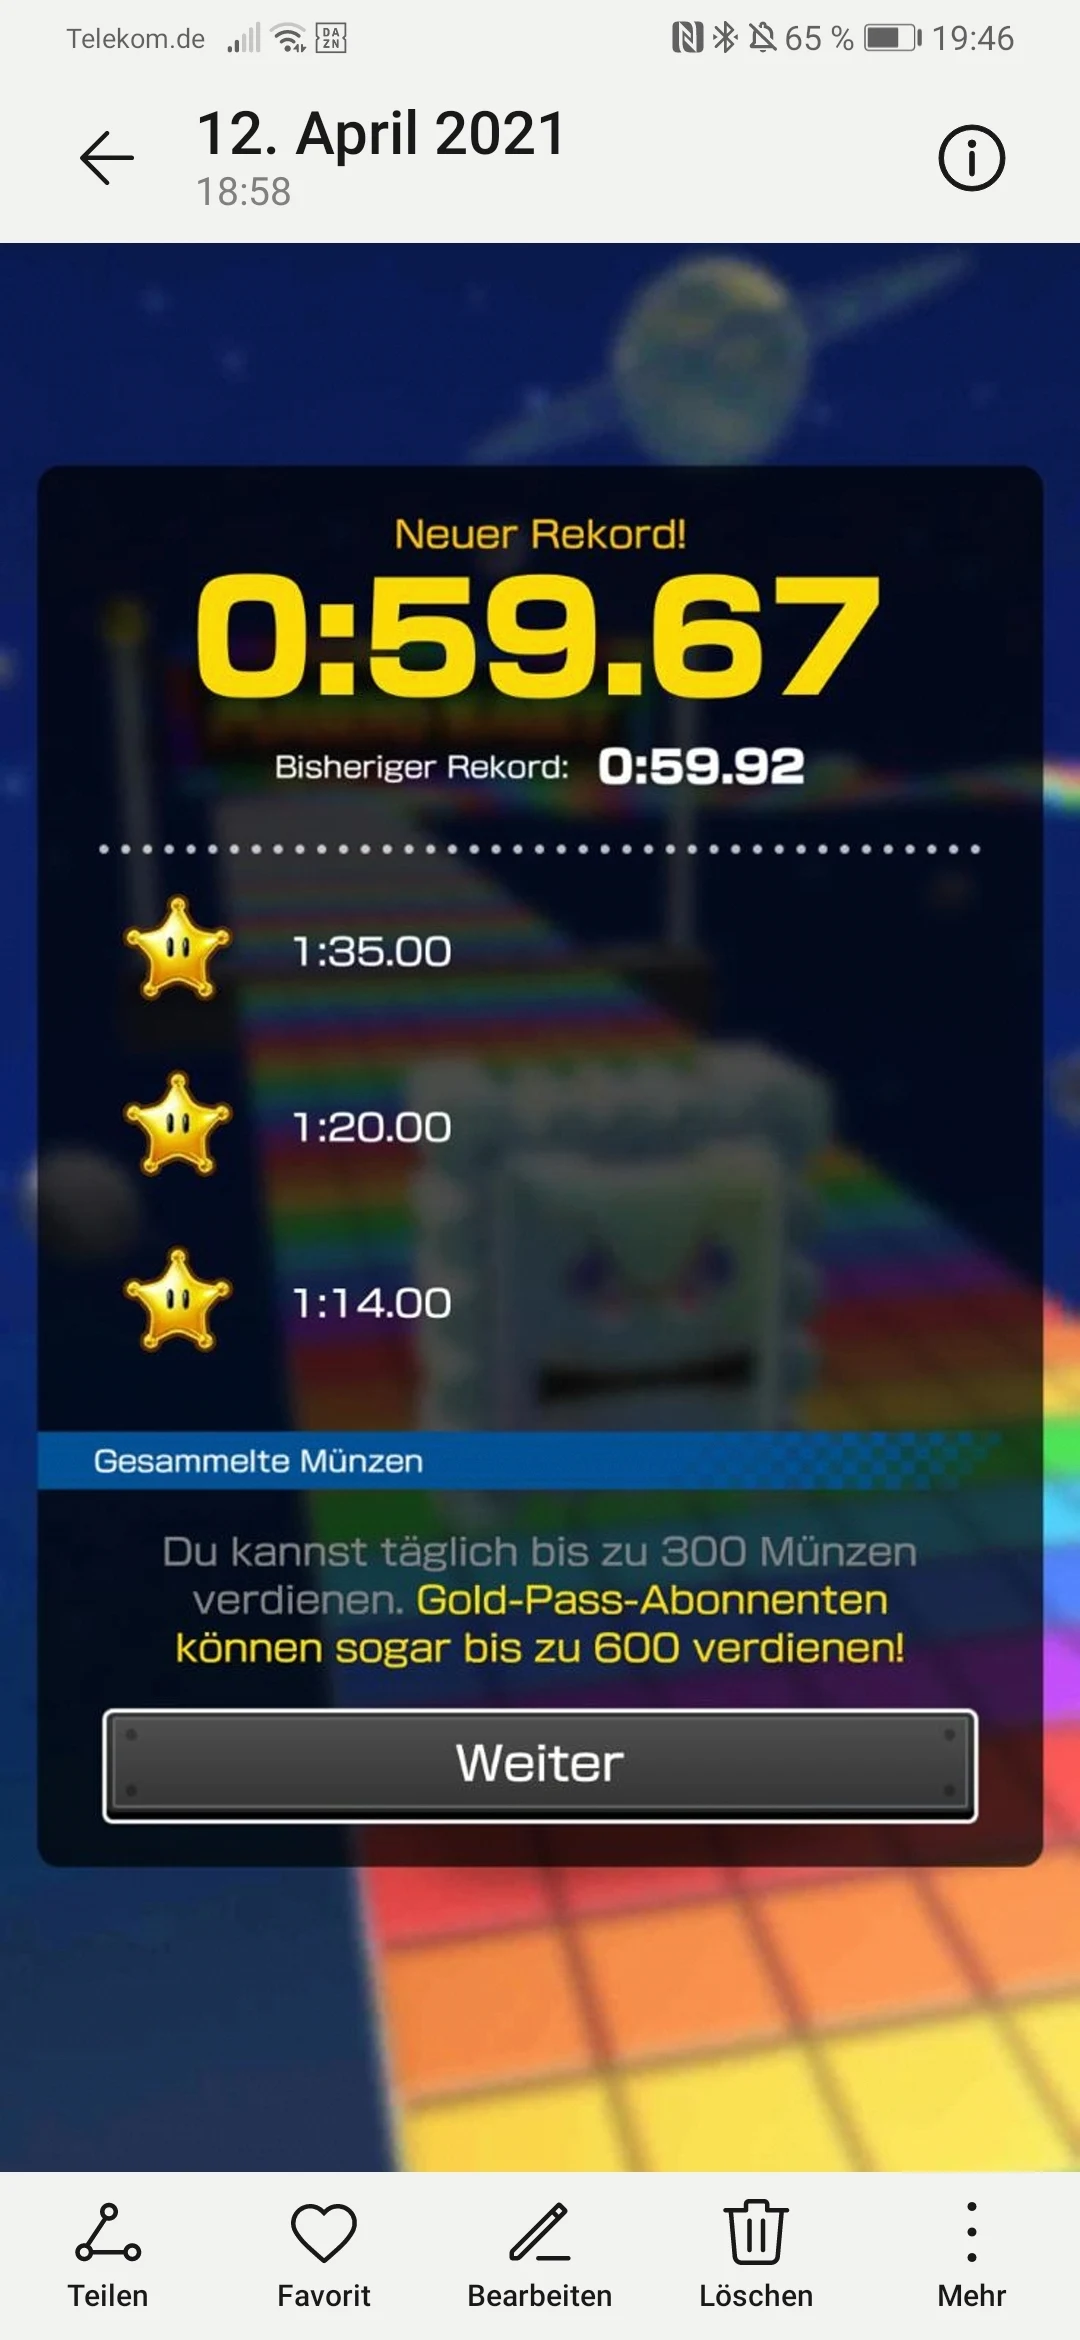 Telekom.de DAZN 65 % 19:46
12. April 2021
18:58
Neuer Rekord!
0:59.67
Bisheriger Rekord: 0:59.92
1:35.00
1:20.00
1:14.00
Gesammelte Münzen
Du kannst täglich bis zu 300 Münzen
verdienen. Gold-Pass-Abonnenten
können sogar bis zu 600 verdienen!
Weiter
Teilen Favorit Bearbeiten Löschen Mehr